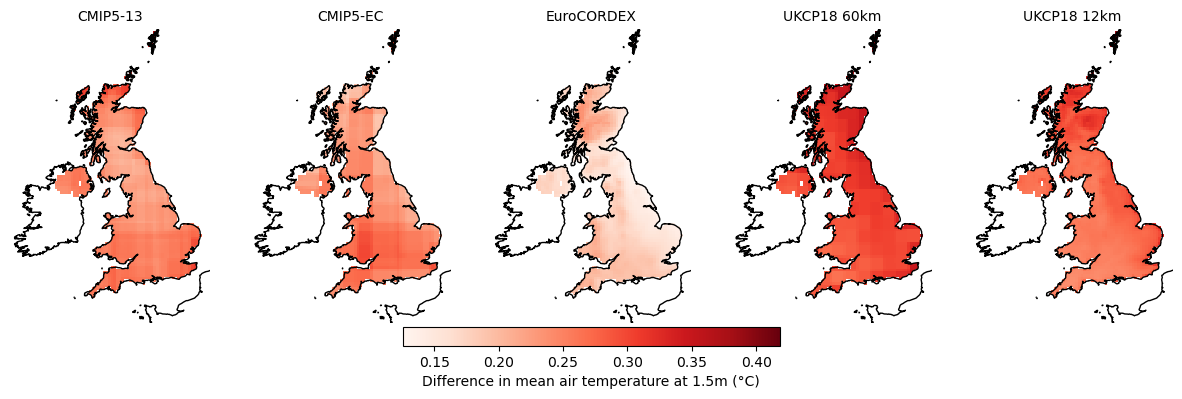 CMIP5-13
CMIP5-EC
EuroCORDEX
UKCP18 60km
UKCP18 12km
0.15
0.20
0.25
0.30
0.35
0.40
Difference in mean air temperature at 1.5m (°C)